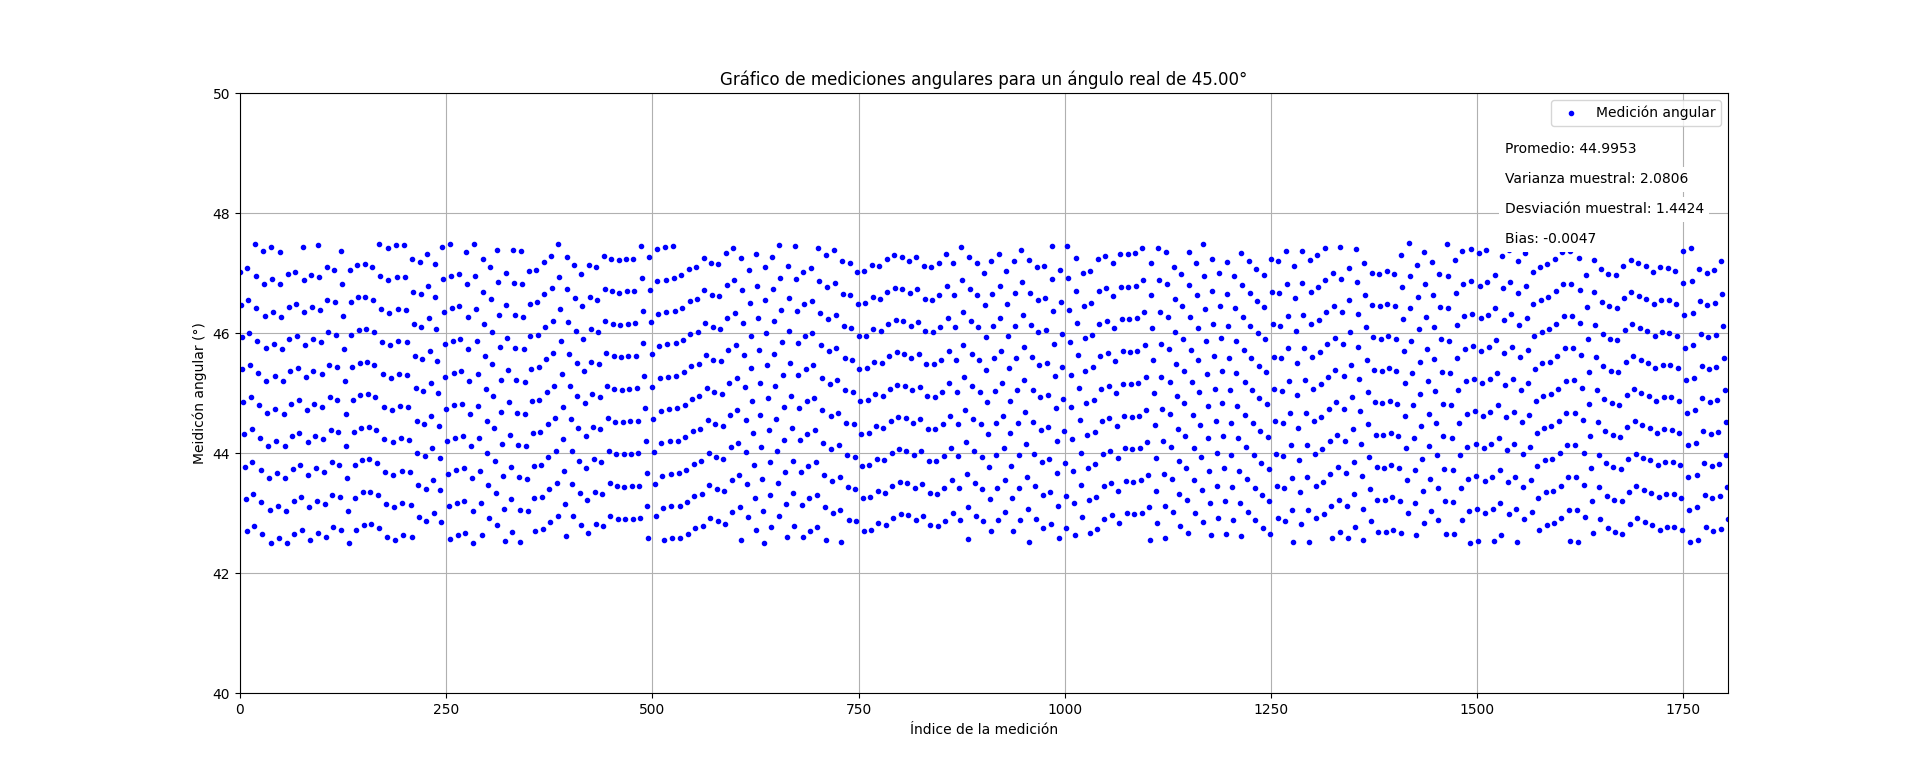 Gráfico de mediciones angulares para un ángulo real de 45.00°
50
48
46
44
42
40
Meidicón angular (°)
Medición angular
Promedio: 44.9953
Varianza muestral: 2.0806
Desviación muestral: 1.4424
Bias: -0.0047
0 250 500 750 1000 1250 1500 1750
Índice de la medición